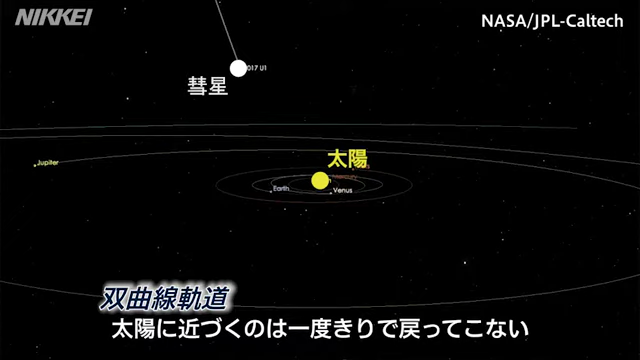 NIKKEI
NASA/JPL-Caltech
017 U1
彗星
Jupiter
太陽
Earth
Venus
双曲線軌道
太陽に近づくのは一度きりで戻ってこない